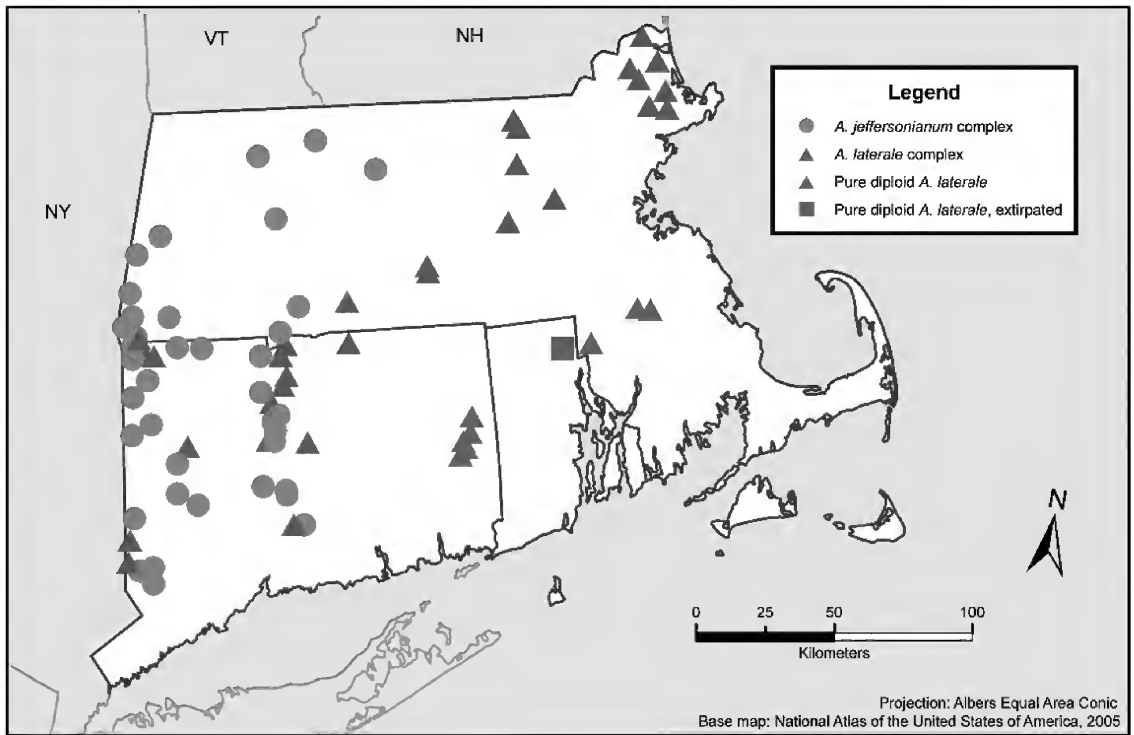 VT
NH
NY
Legend
A. jeffersonianum complex
A. laterale complex
Pure diploid A. laterale
Pure diploid A. laterale, extirpated
N
0 25 50 100
Kilometers
Projection: Albers Equal Area Conic
Base map: National Atlas of the United States of America, 2005